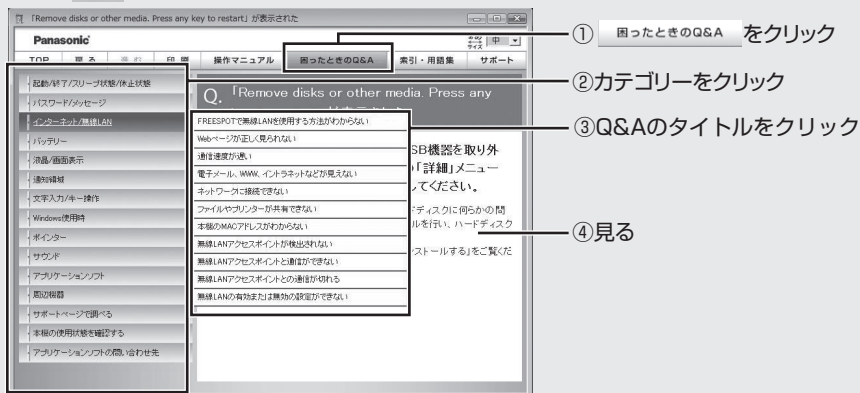 「Remove disks or other media. Press any key to restart」が表示された
Panasonic
中
サイズ
TOP 戻る 進む 印刷 操作マニュアル 困ったときのQ&A 索引・用語集 サポート
起動/終了/スリープ状態/休止状態
パスワード/メッセージ
インターネット/無線LAN
バッテリー
液晶/画面表示
通知領域
文字入力/キー操作
Windows使用時
ポインター
サウンド
アプリケーションソフト
周辺機器
サポートページで調べる
本機の使用状態を確認する
アプリケーションソフトの問い合わせ先
Q. 「Remove disks or other media. Press any
FREESPOTで無線LANを使用する方法がわからない
Webページが正しく見られない
通信速度が遅い
電子メール、WWW、イントラネットなどが見えない
ネットワークに接続できない
ファイルやプリンターが共有できない
本機のMACアドレスがわからない
無線LANアクセスポイントが検出されない
無線LANアクセスポイントと通信ができない
無線LANアクセスポイントとの通信が切れる
無線LANの有効または無効の設定ができない
SB機器を取り外
「詳細」メニュー
してください。
ドディスクに何らかの問
ルを行い、ハードディスク
ストールする」をご覧くだ
① 困ったときのQ&A をクリック
②カテゴリーをクリック
③Q&Aのタイトルをクリック
④見る